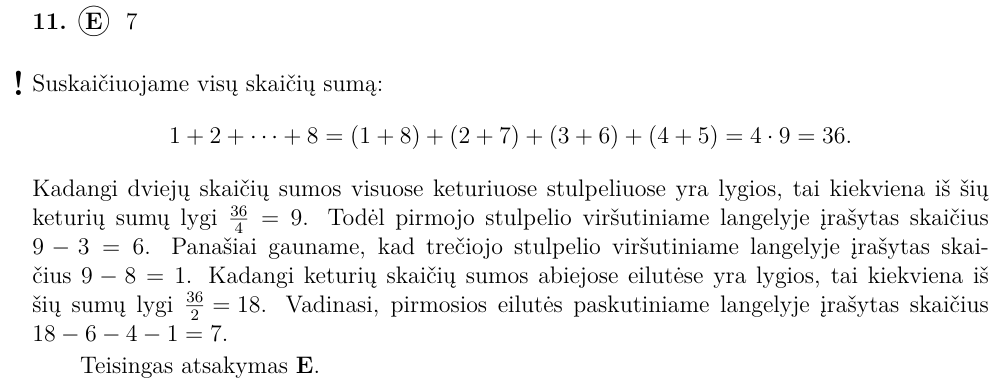 11. Ⓔ 7
! Suskaičiuojame visų skaičių sumą:
1 + 2 + · · · + 8 = (1 + 8) + (2 + 7) + (3 + 6) + (4 + 5) = 4 · 9 = 36.
Kadangi dviejų skaičių sumos visuose keturiuose stulpeliuose yra lygios, tai kiekviena iš šių
keturių sumų lygi 36/4 = 9. Todėl pirmojo stulpelio viršutiniame langelyje įrašytas skaičius
9 − 3 = 6. Panašiai gauname, kad trečiojo stulpelio viršutiniame langelyje įrašytas skai-
čius 9 − 8 = 1. Kadangi keturių skaičių sumos abiejose eilutėse yra lygios, tai kiekviena iš
šių sumų lygi 36/2 = 18. Vadinasi, pirmosios eilutės paskutiniame langelyje įrašytas skaičius
18 − 6 − 4 − 1 = 7.
Teisingas atsakymas E.